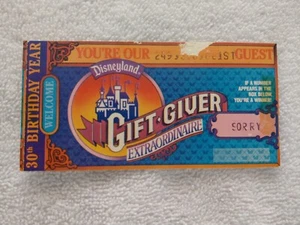 30th BIRTHDAY YEAR
WELCOME
YOU'RE OUR
GUEST
Disneyland
GIFT-GIVER
EXTRAORDINAIRE
IF A NUMBER
APPEARS IN THE
BOX BELOW
YOU'RE A WINNER!
SORRY